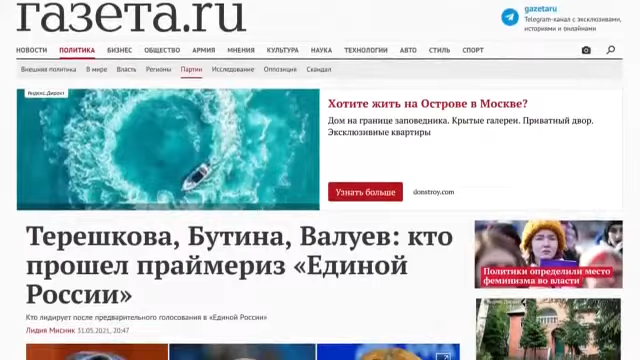 газета.ru
gazetaru
Telegram-канал с эксклюзивами,
историями и онлайнами
НОВОСТИ ПОЛИТИКА БИЗНЕС ОБЩЕСТВО АРМИЯ МНЕНИЯ КУЛЬТУРА НАУКА ТЕХНОЛОГИИ АВТО СТИЛЬ СПОРТ
Внешняя политика В мире Власть Регионы Партии Исследование Оппозиция Скандал
Яндекс.Директ
Хотите жить на Острове в Москве?
Дом на границе заповедника. Крытые галереи. Приватный двор.
Эксклюзивные квартиры
Узнать больше donstroy.com
Терешкова, Бутина, Валуев: кто
прошел праймериз «Единой
России»
Кто лидирует после предварительного голосования в «Единой России»
Лидия Мисник 31.05.2021, 20:47
Политики определили место
феминизма во власти